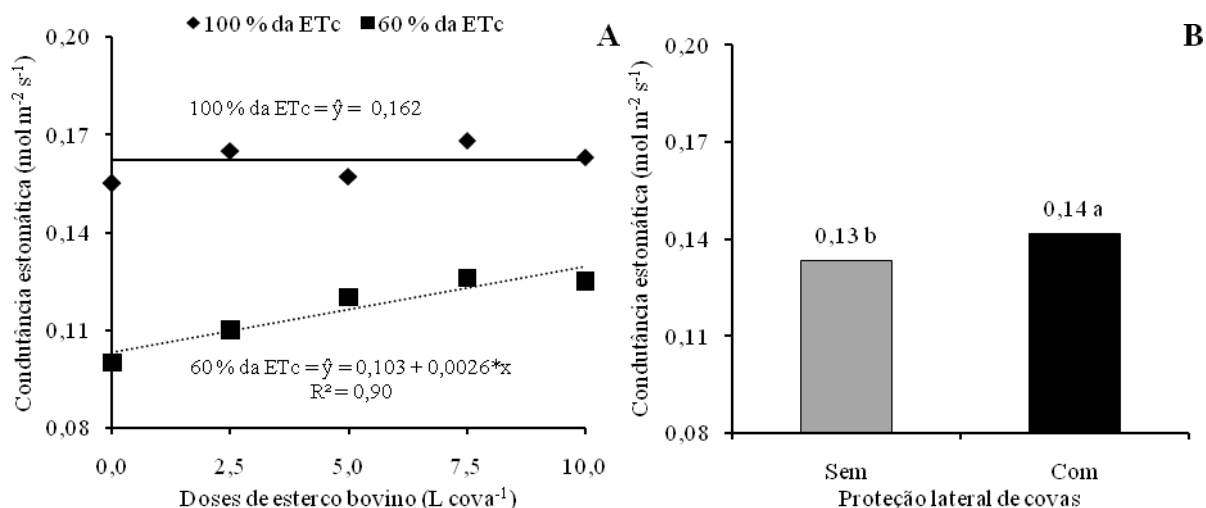 ◆100 % da ETc ■60 % da ETc
A
Condutância estomática (mol m⁻² s⁻¹)
0,20
0,17
0,14
0,11
0,08
100 % da ETc = ŷ = 0,162
60 % da ETc = ŷ = 0,103 + 0,0026*x
R² = 0,90
0,0 2,5 5,0 7,5 10,0
Doses de esterco bovino (L cova⁻¹)
B
Condutância estomática (mol m⁻² s⁻¹)
0,20
0,17
0,14
0,11
0,08
0,13 b
0,14 a
Sem Com
Proteção lateral de covas